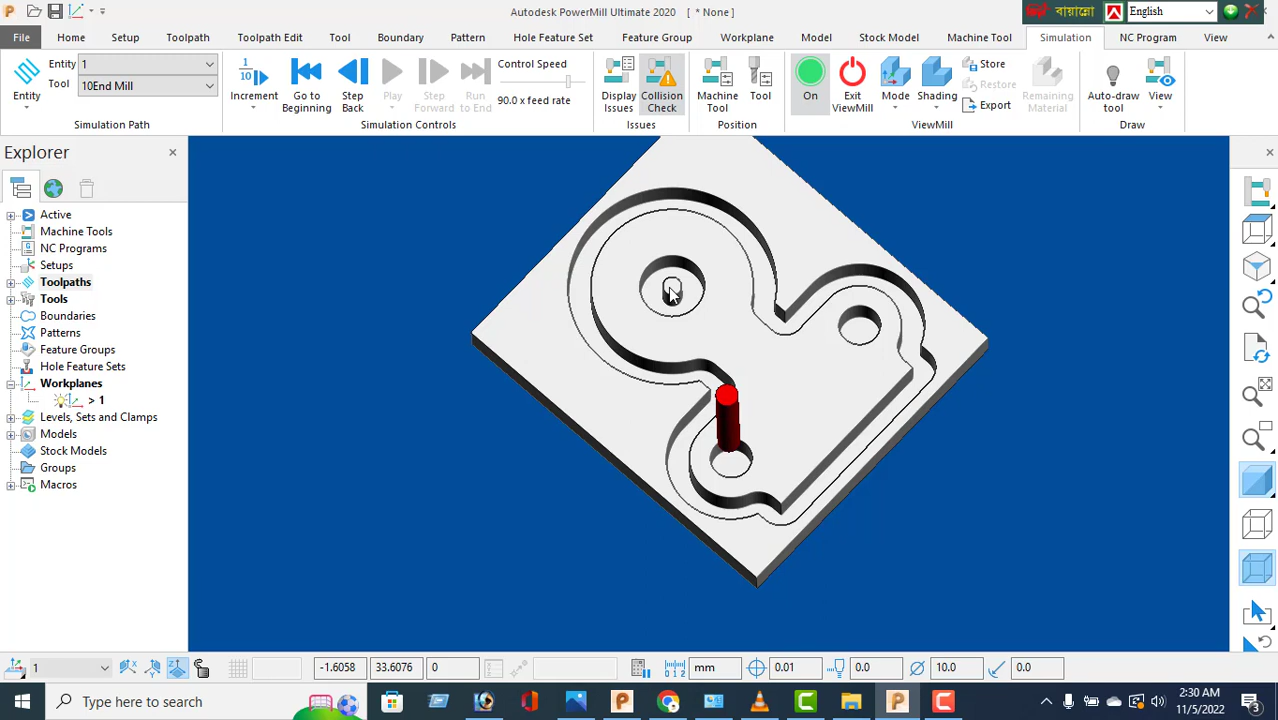 Autodesk PowerMill Ultimate 2020 [ * None ]
বায়ান্নো English
File Home Setup Toolpath Toolpath Edit Tool Boundary Pattern Hole Feature Set Feature Group Workplane Model Stock Model Machine Tool Simulation NC Program View
Entity 1
Tool 10End Mill
Entity
Simulation Path
1
10
Increment
Go to Beginning
Step Back
Play
Step Forward
Run to End
Control Speed
90.0 x feed rate
Simulation Controls
Display Issues
Collision Check
Issues
Machine Tool
Tool
Position
On
Exit ViewMill
Mode
Shading
Store
Restore
Export
Remaining Material
ViewMill
Auto-draw tool
View
Draw
Explorer
Active
Machine Tools
NC Programs
Setups
Toolpaths
Tools
Boundaries
Patterns
Feature Groups
Hole Feature Sets
Workplanes
> 1
Levels, Sets and Clamps
Models
Stock Models
Groups
Macros
1 -1.6058 33.6076 0 mm 0.01 0.0 10.0 0.0
Type here to search
2:30 AM
11/5/2022
3